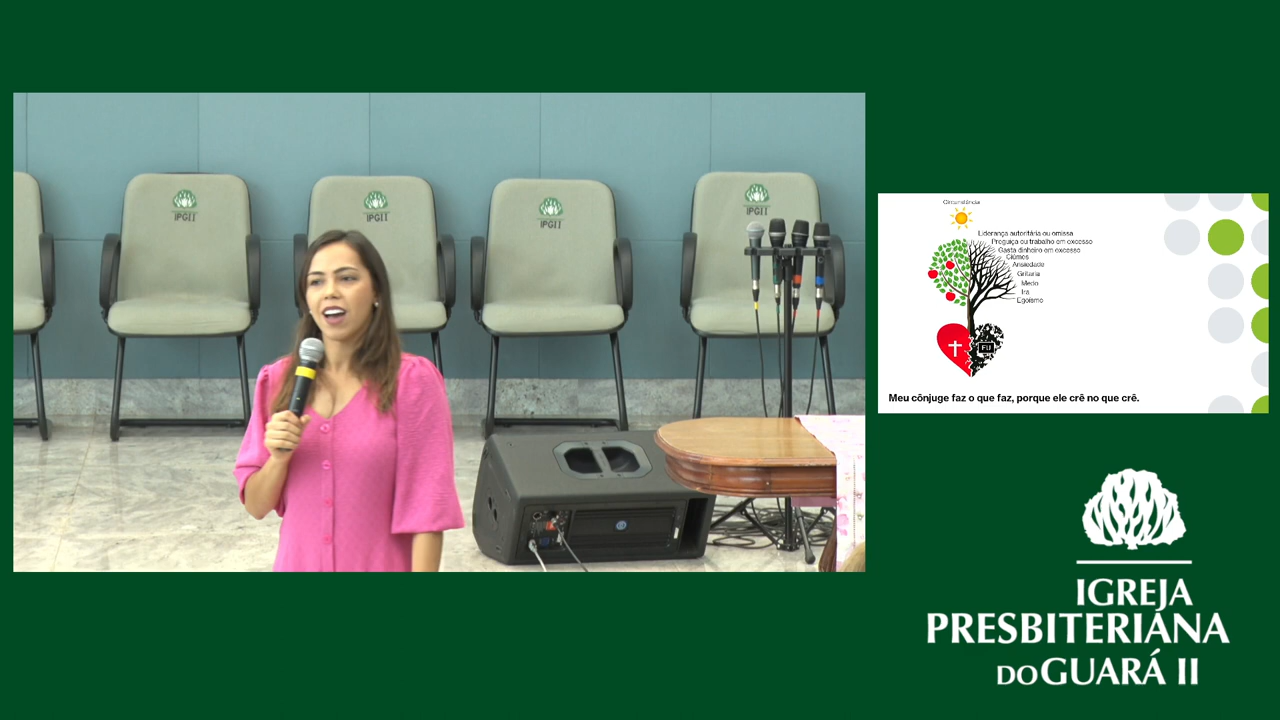 IPGII
IPGII
IPGII
IPGII
Circunstância
Liderança autoritária ou omissa
Preguiça ou trabalho em excesso
Gasta dinheiro em excesso
Ciúmes
Ansiedade
Gritaria
Medo
Ira
Egoísmo
EU
Meu cônjuge faz o que faz, porque ele crê no que crê.
IGREJA
PRESBITERIANA
DO GUARÁ II